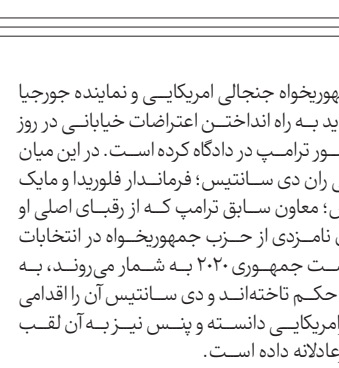 هوریخواه جنجالی امریکایی و نماینده جورجیا
ید به راه انداختن اعتراضات خیابانی در روز
ور ترامپ در دادگاه کرده است. در این میان
ی ران دی سانتیس؛ فرماندار فلوریدا و مایک
س؛ معاون سابق ترامپ که از رقبای اصلی او
نامزدی از حزب جمهوریخواه در انتخابات
ست جمهوری ۲۰۲۰ به شمار می‌روند، به
حکم تاخته‌اند و دی سانتیس آن را اقدامی
مریکایی دانسته و پنس نیز به آن لقب
عادلانه داده است.